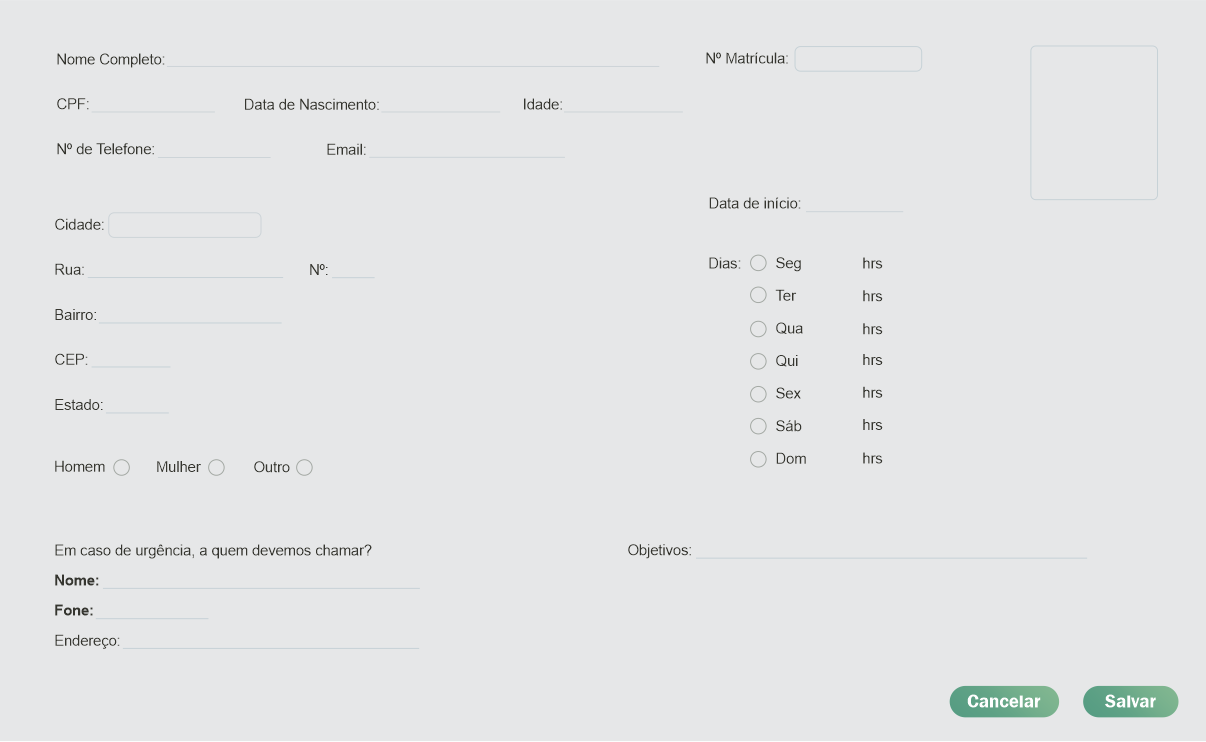 Nome Completo: Nº Matrícula:
CPF: Data de Nascimento: Idade:
Nº de Telefone: Email:
Data de início:
Cidade:
Dias: Seg hrs
Rua: Nº:
Ter hrs
Bairro:
Qua hrs
CEP:
Qui hrs
Estado:
Sex hrs
Sáb hrs
Dom hrs
Homem Mulher Outro
Em caso de urgência, a quem devemos chamar?
Objetivos:
Nome:
Fone:
Endereço:
Cancelar Salvar